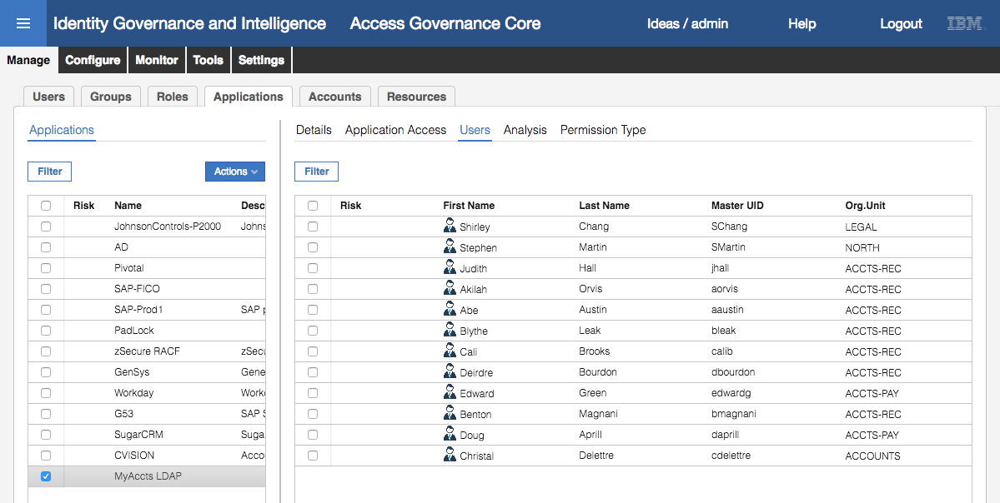 Identity Governance and Intelligence Access Governance Core Ideas / admin Help Logout IBM
Manage Configure Monitor Tools Settings
Users Groups Roles Applications Accounts Resources
Applications
Details Application Access Users Analysis Permission Type
Filter Actions
Filter
Risk Name Desc
JohnsonControls-P2000 Johns
AD
Pivotal
SAP-FICO
SAP-Prod1 SAP p
PadLock
zSecure RACF zSecu
GenSys Gene
Workday Work
G53 SAP S
SugarCRM Suga
CVISION Accou
MyAccts LDAP
Risk First Name Last Name Master UID Org.Unit
Shirley Chang SChang LEGAL
Stephen Martin SMartin NORTH
Judith Hall jhall ACCTS-REC
Akilah Orvis aorvis ACCTS-REC
Abe Austin aaustin ACCTS-REC
Blythe Leak bleak ACCTS-REC
Cali Brooks calib ACCTS-REC
Deirdre Bourdon dbourdon ACCTS-REC
Edward Green edwardg ACCTS-PAY
Benton Magnani bmagnani ACCTS-REC
Doug Aprill daprill ACCTS-PAY
Christal Delettre cdelettre ACCOUNTS